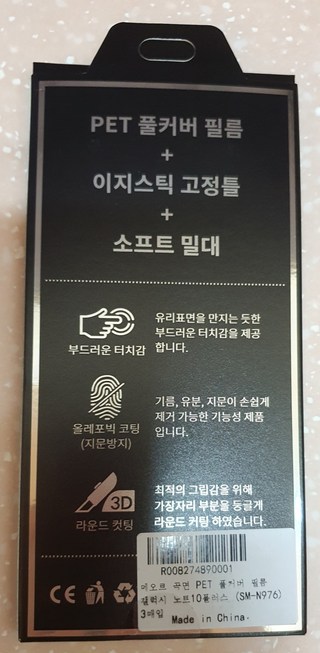 PET 풀커버 필름
+
이지스틱 고정틀
+
소프트 밀대
부드러운 터치감
유리표면을 만지는 듯한
부드러운 터치감을 제공
합니다.
올레포빅 코팅
(지문방지)
기름, 유분, 지문이 손쉽게
제거 가능한 기능성 제품
입니다.
3D
라운드 컷팅
최적의 그립감을 위해
가장자리 부분을 둥글게
라운드 커팅 하였습니다.
CE
R008274890001
머오트 곡면 PET 풀커버 필름
갤럭시 노트10플러스 (SM-N976)
3매입 Made in China.